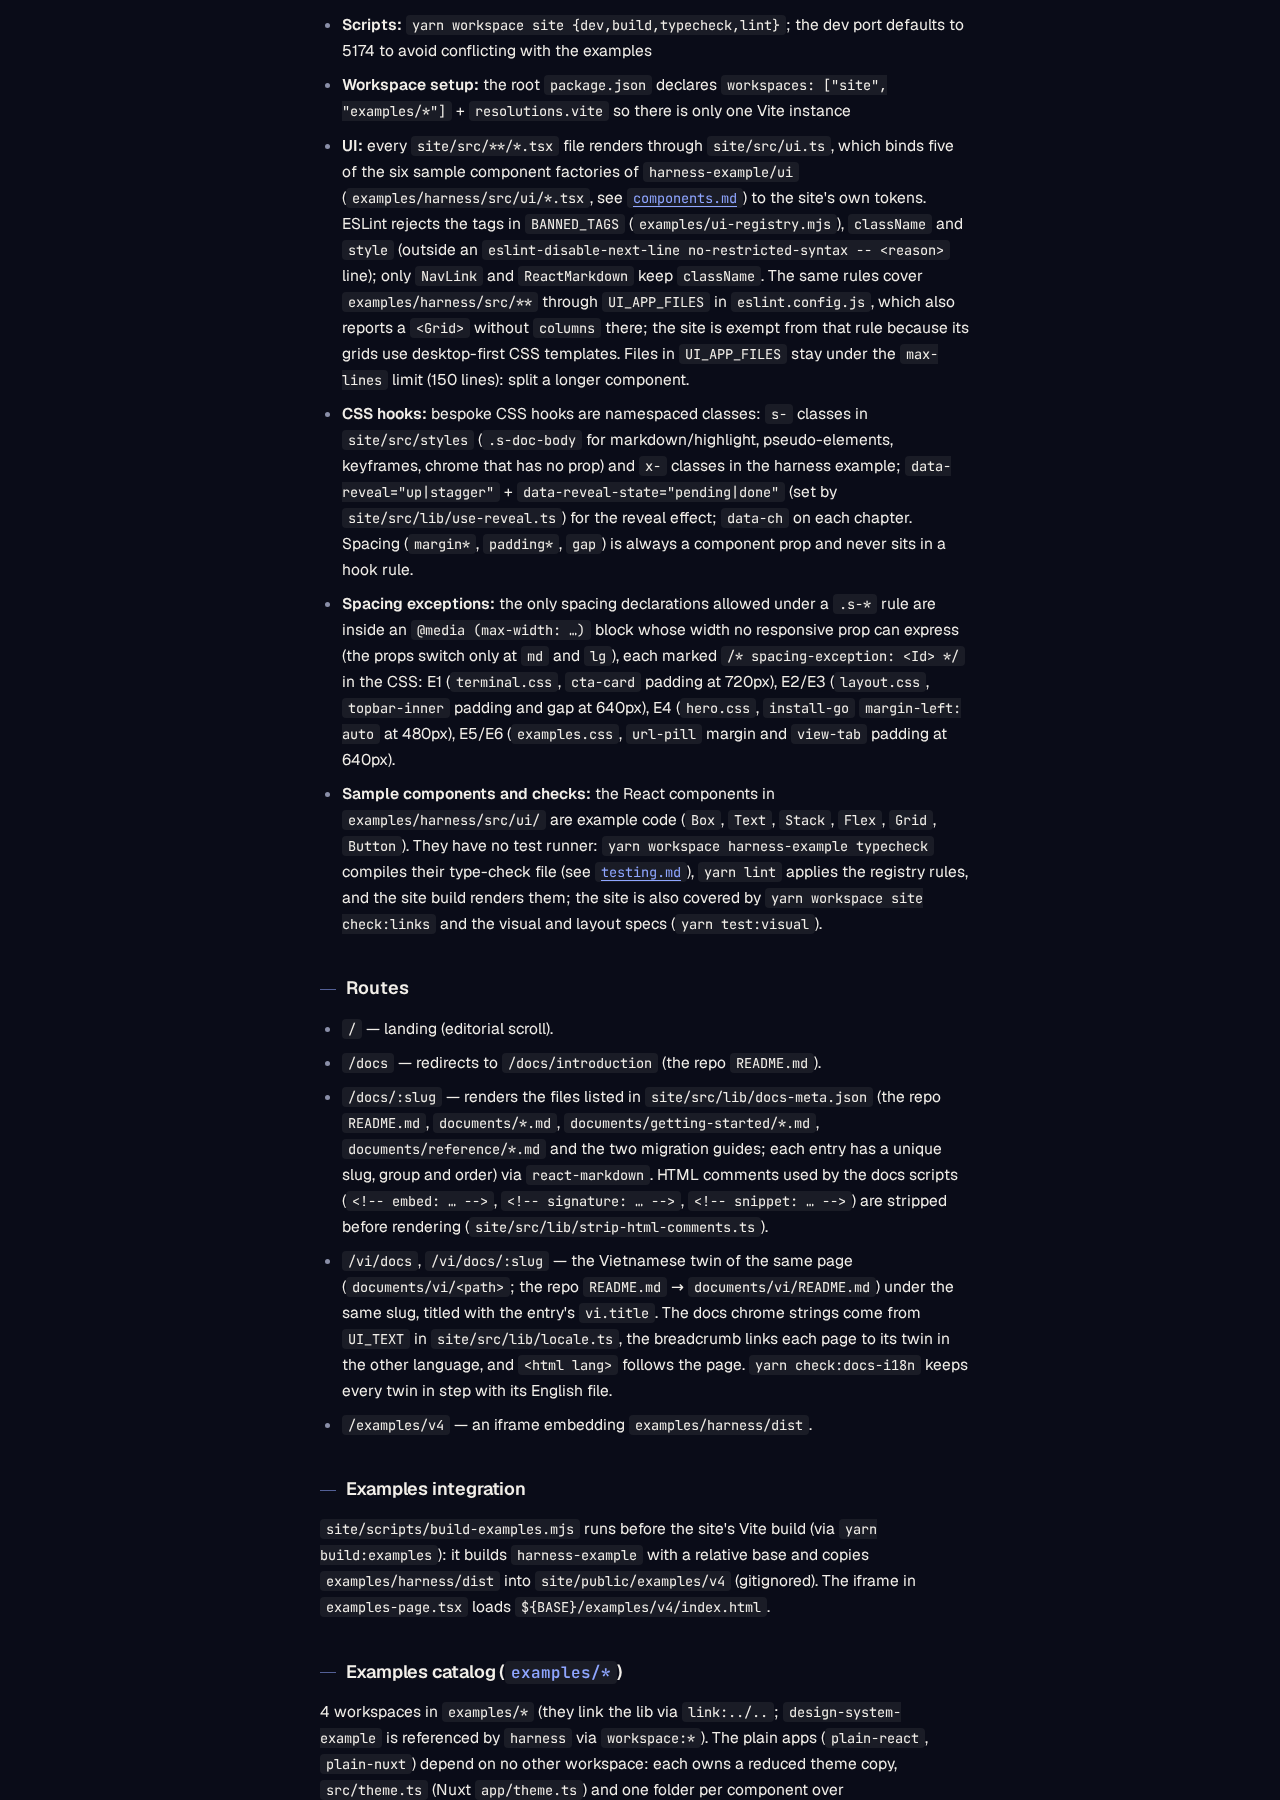 Scripts: yarn workspace site {dev,build,typecheck,lint} ; the dev port defaults to
5174 to avoid conflicting with the examples
Workspace setup: the root package.json declares workspaces: ["site",
"examples/*"] + resolutions.vite so there is only one Vite instance
UI: every site/src/**/*.tsx file renders through site/src/ui.ts , which binds five
of the six sample component factories of harness-example/ui
( examples/harness/src/ui/*.tsx , see components.md ) to the site's own tokens.
ESLint rejects the tags in BANNED_TAGS ( examples/ui-registry.mjs ), className and
style (outside an eslint-disable-next-line no-restricted-syntax -- <reason>
line); only NavLink and ReactMarkdown keep className . The same rules cover
examples/harness/src/** through UI_APP_FILES in eslint.config.js , which also
reports a <Grid> without columns there; the site is exempt from that rule because its
grids use desktop-first CSS templates. Files in UI_APP_FILES stay under the max-
lines limit (150 lines): split a longer component.
CSS hooks: bespoke CSS hooks are namespaced classes: s- classes in
site/src/styles ( .s-doc-body for markdown/highlight, pseudo-elements,
keyframes, chrome that has no prop) and x- classes in the harness example; data-
reveal="up|stagger" + data-reveal-state="pending|done" (set by
site/src/lib/use-reveal.ts ) for the reveal effect; data-ch on each chapter.
Spacing ( margin* , padding* , gap ) is always a component prop and never sits in a
hook rule.
Spacing exceptions: the only spacing declarations allowed under a .s-* rule are
inside an @media (max-width: …) block whose width no responsive prop can express
(the props switch only at md and lg ), each marked /* spacing-exception: <Id> */
in the CSS: E1 ( terminal.css , cta-card padding at 720px), E2/E3 ( layout.css ,
topbar-inner padding and gap at 640px), E4 ( hero.css , install-go margin-left:
auto at 480px), E5/E6 ( examples.css , url-pill margin and view-tab padding at
640px).
Sample components and checks: the React components in
examples/harness/src/ui/ are example code ( Box , Text , Stack , Flex , Grid ,
Button ). They have no test runner: yarn workspace harness-example typecheck
compiles their type-check file (see testing.md ), yarn lint applies the registry rules,
and the site build renders them; the site is also covered by yarn workspace site
check:links and the visual and layout specs ( yarn test:visual ).
— Routes
/ — landing (editorial scroll).
/docs — redirects to /docs/introduction (the repo README.md ).
/docs/:slug — renders the files listed in site/src/lib/docs-meta.json (the repo
README.md , documents/*.md , documents/getting-started/*.md ,
documents/reference/*.md and the two migration guides; each entry has a unique
slug, group and order) via react-markdown . HTML comments used by the docs scripts
( <!-- embed: … --> , <!-- signature: … --> , <!-- snippet: … --> ) are stripped
before rendering ( site/src/lib/strip-html-comments.ts ).
/vi/docs , /vi/docs/:slug — the Vietnamese twin of the same page
( documents/vi/<path> ; the repo README.md → documents/vi/README.md ) under the
same slug, titled with the entry's vi.title . The docs chrome strings come from
UI_TEXT in site/src/lib/locale.ts , the breadcrumb links each page to its twin in
the other language, and <html lang> follows the page. yarn check:docs-i18n keeps
every twin in step with its English file.
/examples/v4 — an iframe embedding examples/harness/dist .
— Examples integration
site/scripts/build-examples.mjs runs before the site's Vite build (via yarn
build:examples ): it builds harness-example with a relative base and copies
examples/harness/dist into site/public/examples/v4 (gitignored). The iframe in
examples-page.tsx loads ${BASE}/examples/v4/index.html .
— Examples catalog ( examples/* )
4 workspaces in examples/* (they link the lib via link:../.. ; design-system-
example is referenced by harness via workspace:* ). The plain apps ( plain-react ,
plain-nuxt ) depend on no other workspace: each owns a reduced theme copy,
src/theme.ts (Nuxt app/theme.ts ) and one folder per component over